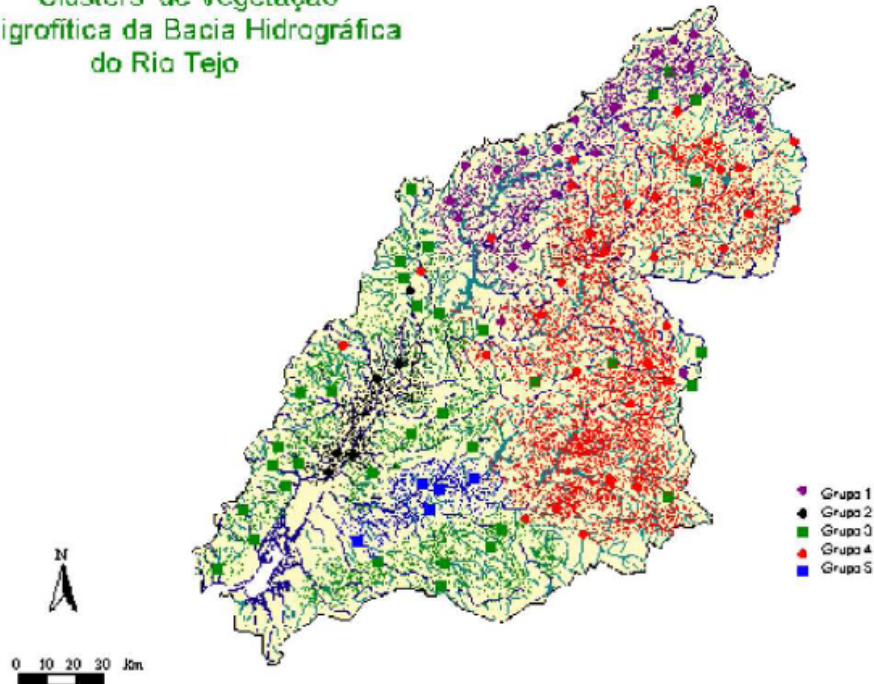 Clusters de Vegetação
igrofítica da Bacia Hidrográfica
do Rio Tejo
Grupo 1
Grupo 2
Grupo 3
Grupo 4
Grupo 5
N
0 10 20 30 km